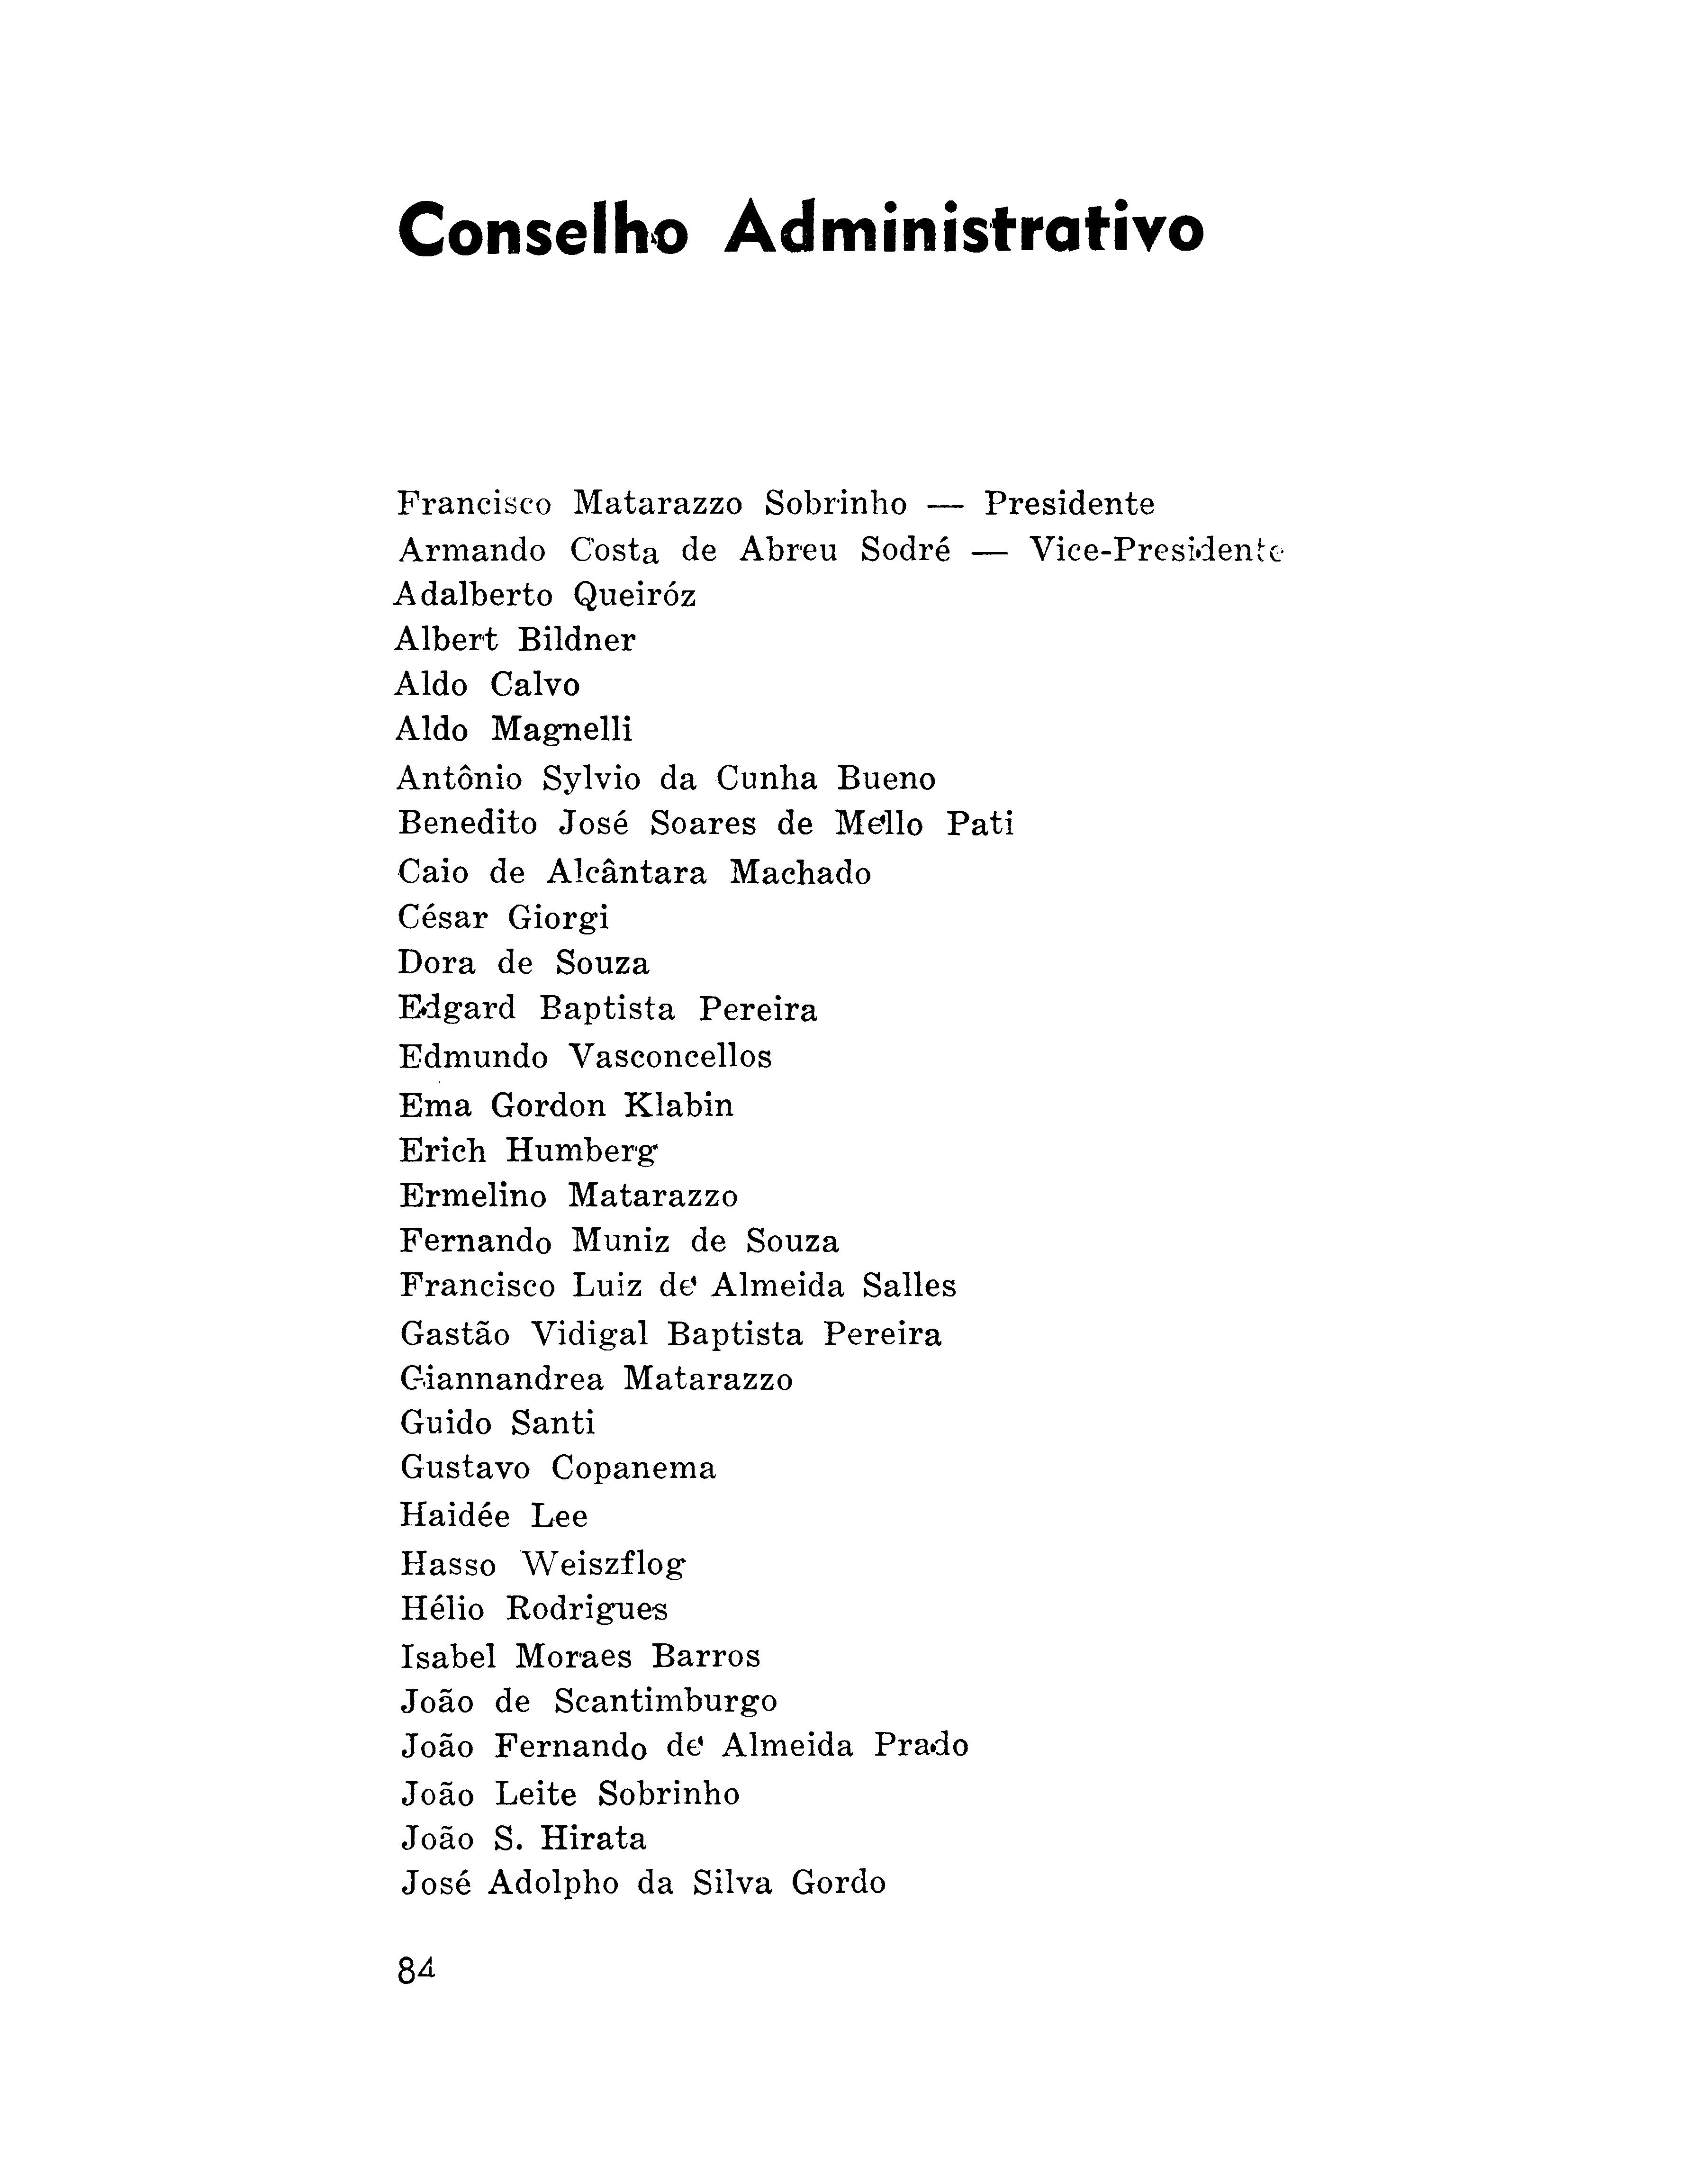 Conselho Administrativo
Francisco Matarazzo Sobrinho — Presidente
Armando Costa de Abreu Sodré — Vice-Presidente
Adalberto Queiróz
Albert Bildner
Aldo Calvo
Aldo Magnelli
Antônio Sylvio da Cunha Bueno
Benedito José Soares de Mello Pati
Caio de Alcântara Machado
César Giorgi
Dora de Souza
Edgard Baptista Pereira
Edmundo Vasconcellos
Ema Gordon Klabin
Erich Humberg
Ermelino Matarazzo
Fernando Muniz de Souza
Francisco Luiz de Almeida Salles
Gastão Vidigal Baptista Pereira
Giannandrea Matarazzo
Guido Santi
Gustavo Copanema
Haidée Lee
Hasso Weiszflog
Hélio Rodrigues
Isabel Moraes Barros
João de Scantimburgo
João Fernando de Almeida Prado
João Leite Sobrinho
João S. Hirata
José Adolpho da Silva Gordo
84